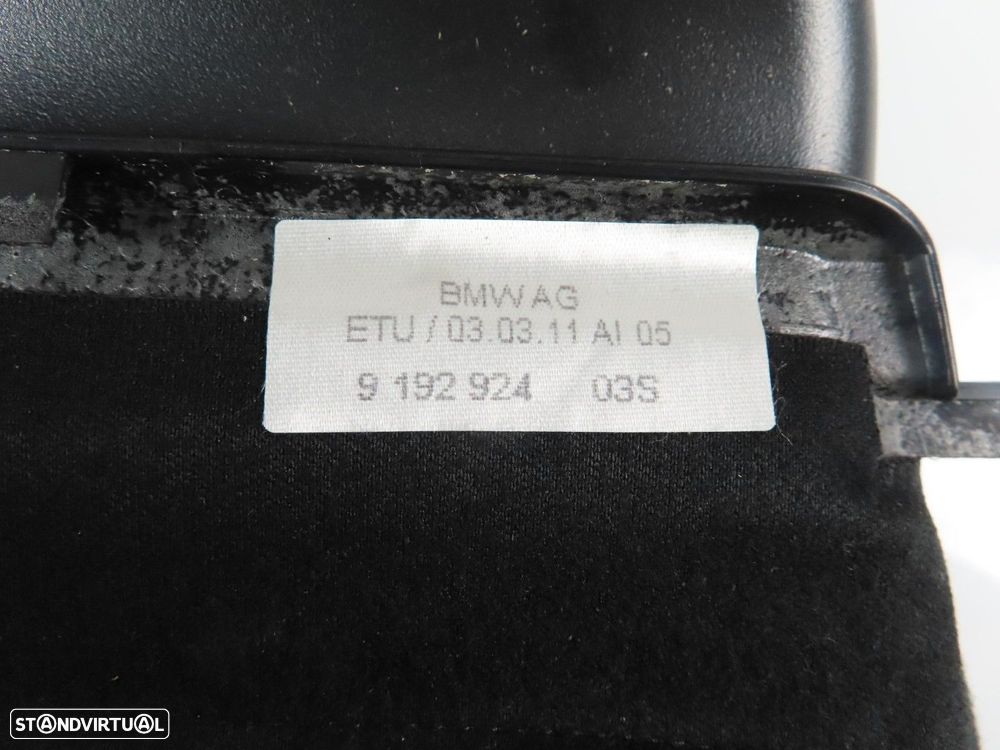 BMW AG
ETU / 03.03.11 AI 05
9 192 924 03S
STANDVIRTUAL